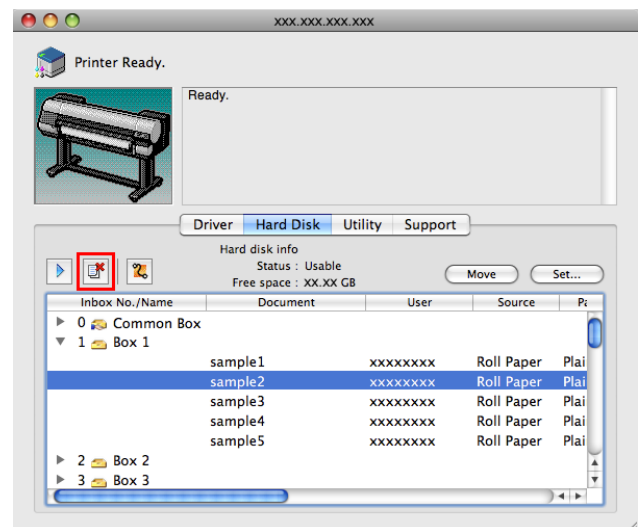 xxx.xxx.xxx.xxx
Printer Ready.
Ready.
Driver Hard Disk Utility Support
Hard disk info
Status : Usable
Free space : XX.XX GB
Move Set...
Inbox No./Name Document User Source Pa
0 Common Box
1 Box 1
sample1 xxxxxxxx Roll Paper Plai
sample2 xxxxxxxx Roll Paper Plai
sample3 xxxxxxxx Roll Paper Plai
sample4 xxxxxxxx Roll Paper Plai
sample5 xxxxxxxx Roll Paper Plai
2 Box 2
3 Box 3